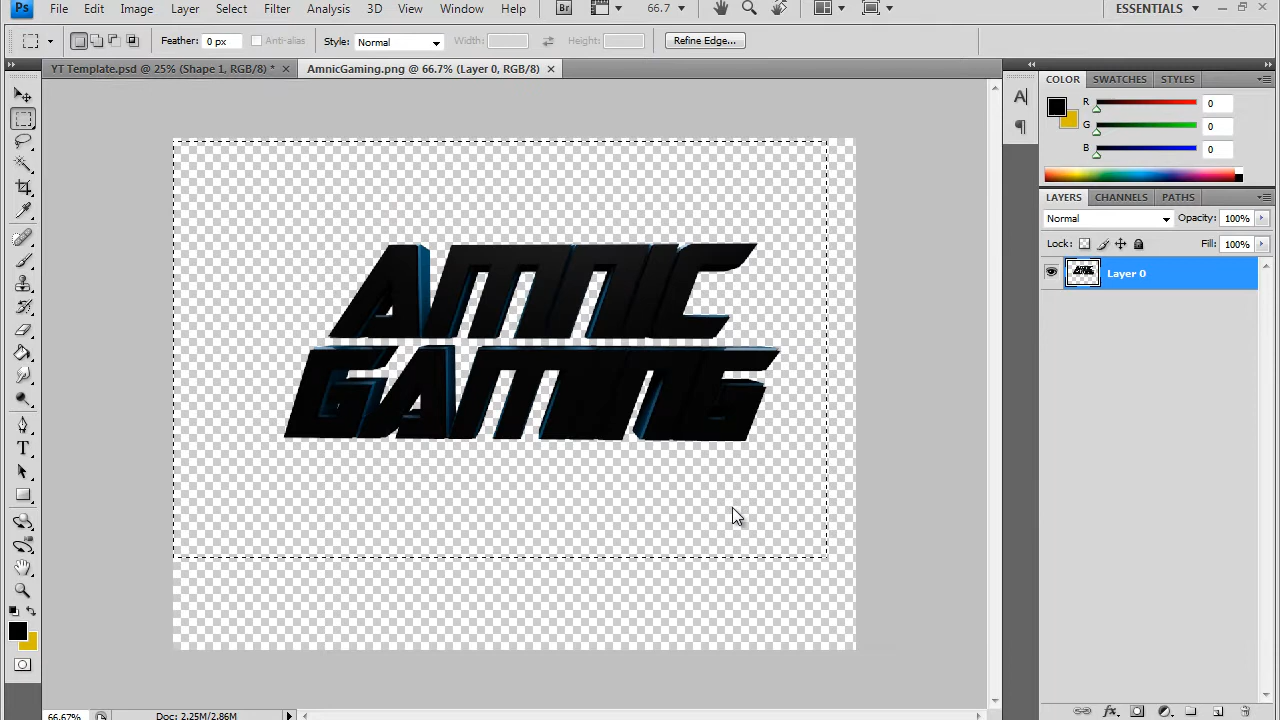 Ps File Edit Image Layer Select Filter Analysis 3D View Window Help Br 66.7 ESSENTIALS
Feather: 0 px Anti-alias Style: Normal Width: Height: Refine Edge...
YT Template.psd @ 25% (Shape 1, RGB/8) * AmnicGaming.png @ 66.7% (Layer 0, RGB/8)
COLOR SWATCHES STYLES
R 0
G 0
B 0
LAYERS CHANNELS PATHS
Normal Opacity: 100%
Lock: Fill: 100%
Layer 0
AMNIC
GAMING
66.67% Doc: 2.25M/2.86M